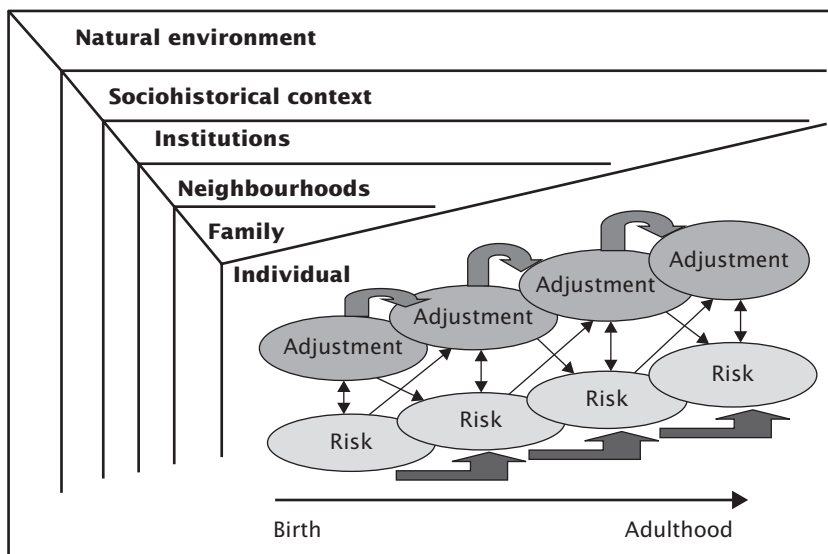 Natural environment
Sociohistorical context
Institutions
Neighbourhoods
Family
Individual
Adjustment
Adjustment
Adjustment
Adjustment
Risk
Risk
Risk
Risk
Birth
Adulthood